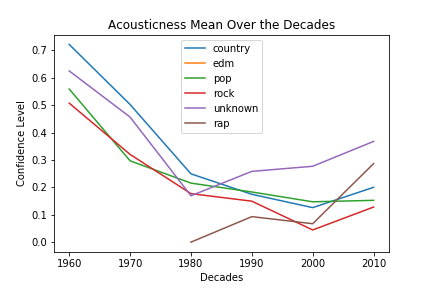 Acousticness Mean Over the Decades
country
edm
pop
rock
unknown
rap
Confidence Level
0.7
0.6
0.5
0.4
0.3
0.2
0.1
0.0
1960 1970 1980 1990 2000 2010
Decades